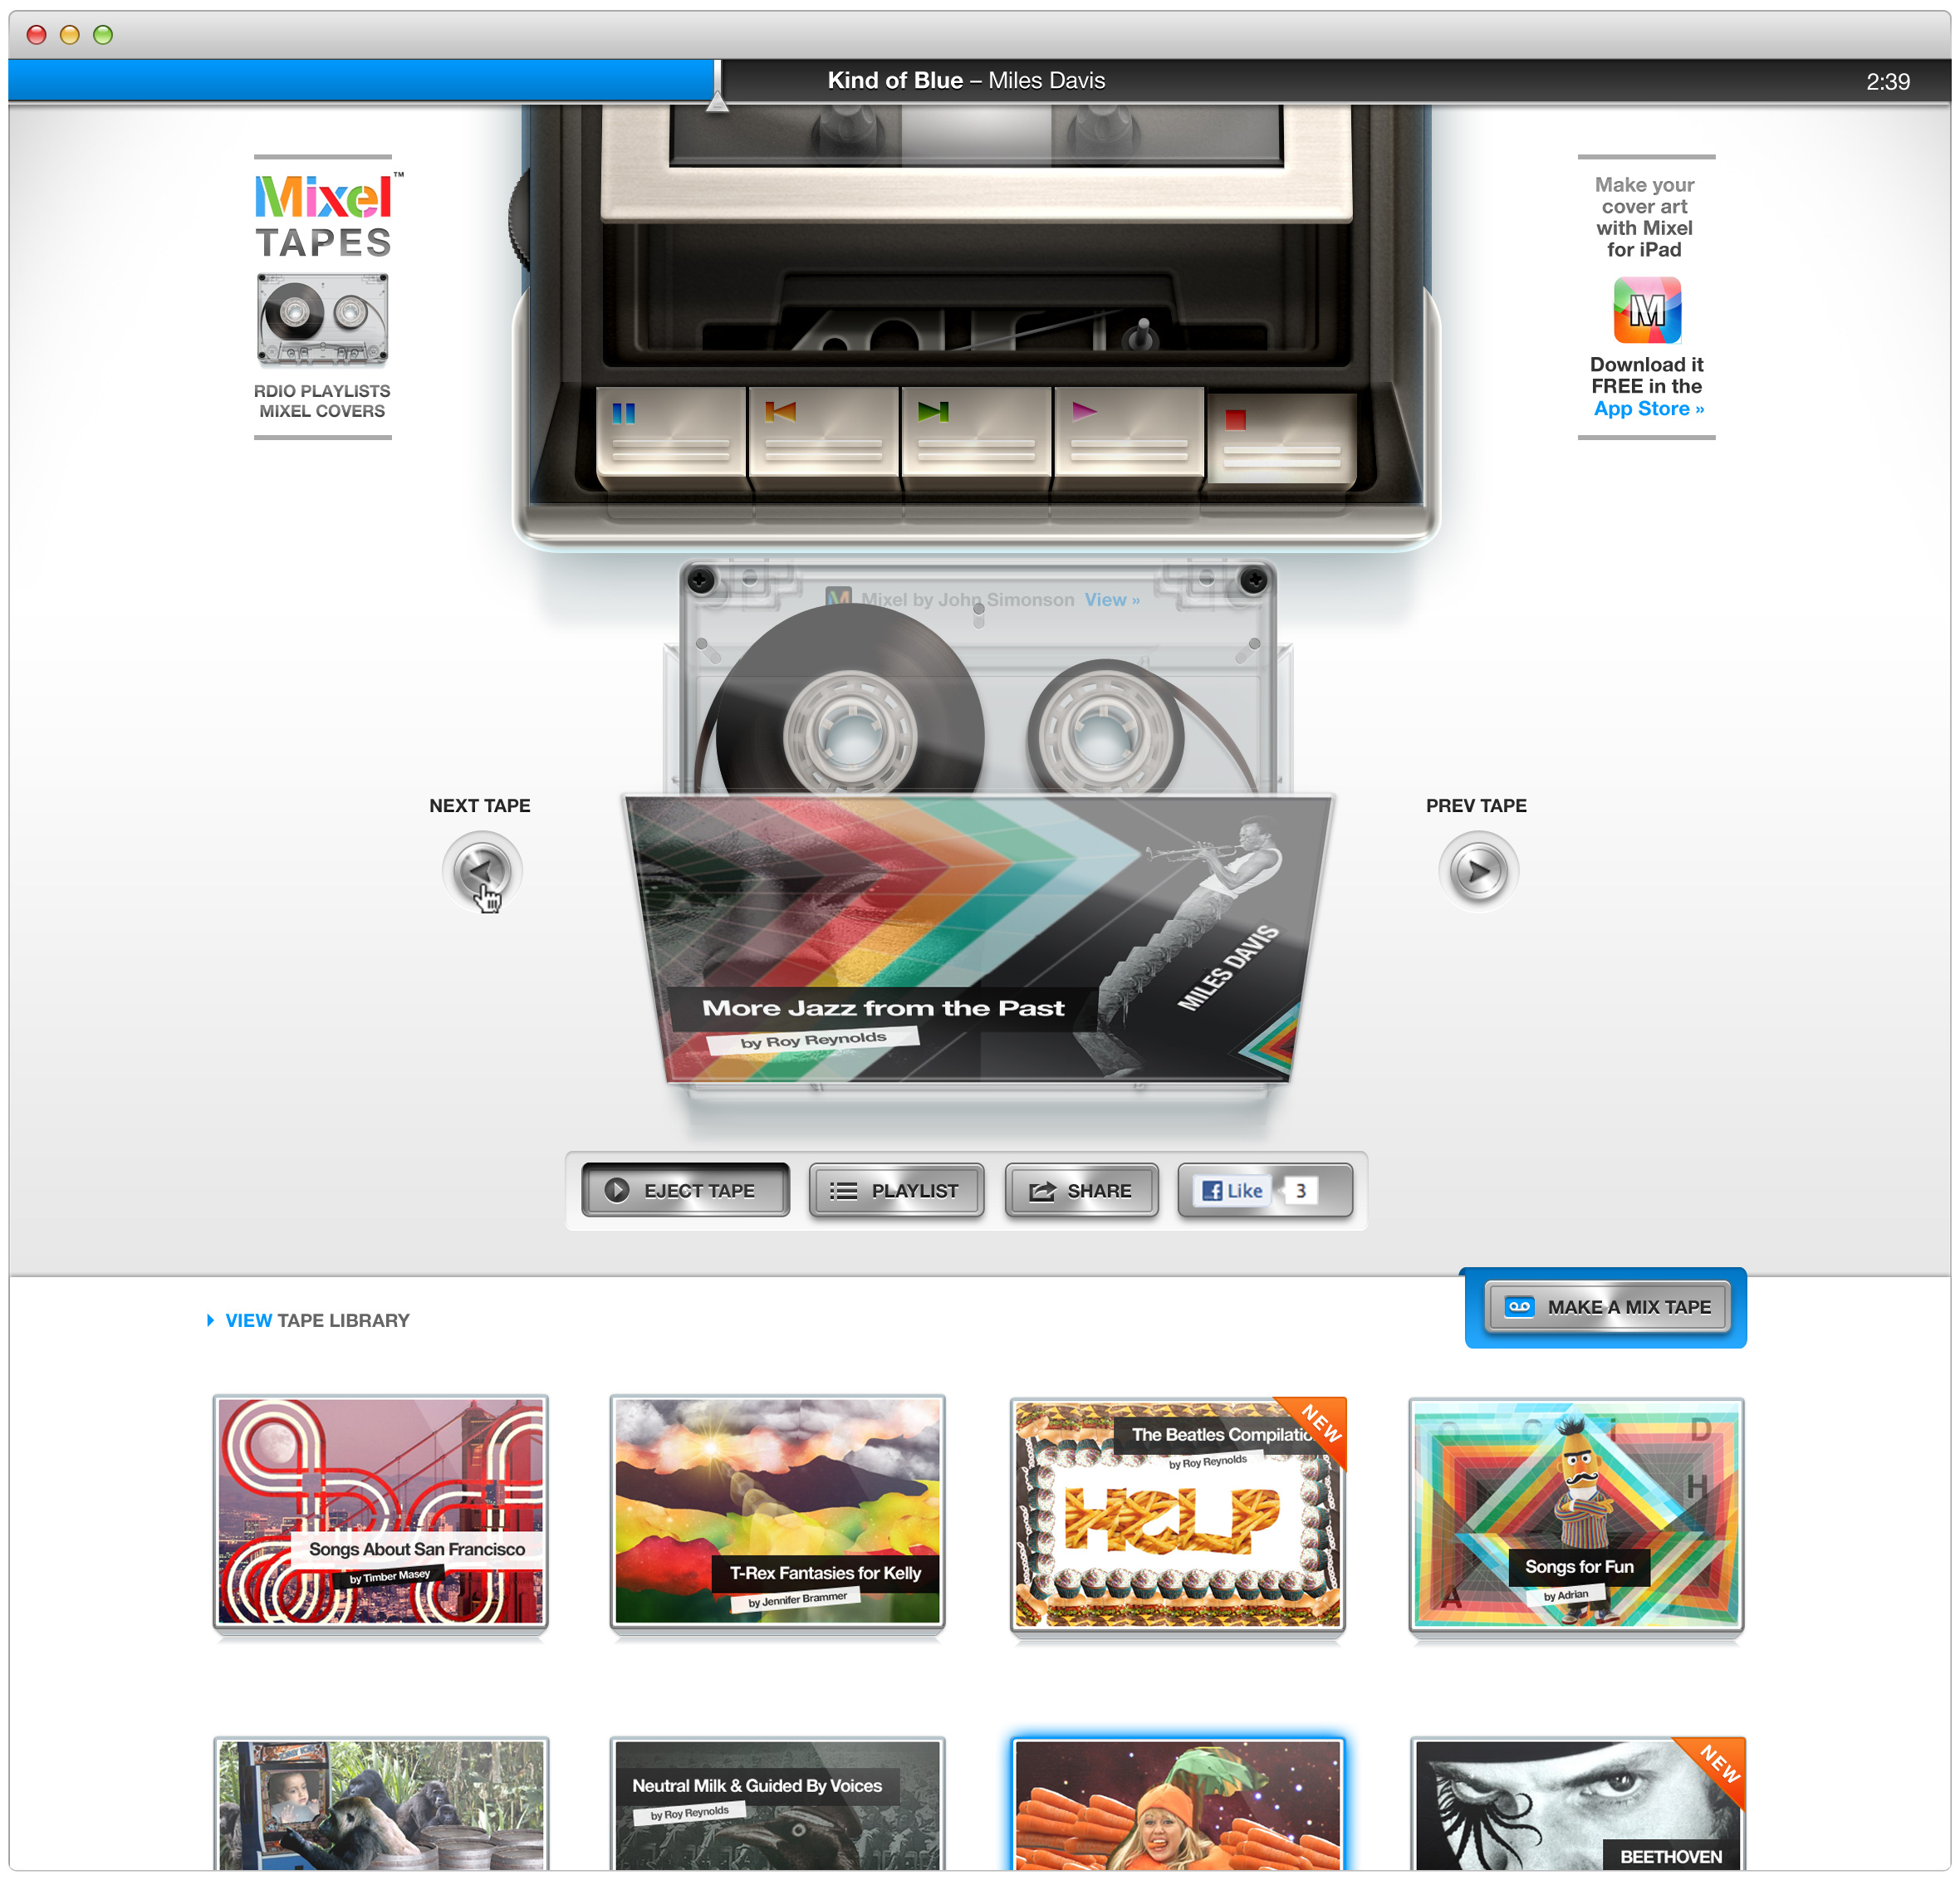 Kind of Blue – Miles Davis
2:39
Mixel™
TAPES
RDIO PLAYLISTS
MIXEL COVERS
Make your
cover art
with Mixel
for iPad
M
Download it
FREE in the
App Store »
M Mixel by John Simonson View »
NEXT TAPE
PREV TAPE
MILES DAVIS
More Jazz from the Past
by Roy Reynolds
EJECT TAPE
PLAYLIST
SHARE
f Like
3
VIEW TAPE LIBRARY
MAKE A MIX TAPE
Songs About San Francisco
by Timber Masey
T-Rex Fantasies for Kelly
by Jennifer Brammer
NEW
The Beatles Compilatio
by Roy Reynolds
HELP
D
H
A
Songs for Fun
by Adrian
Neutral Milk & Guided By Voices
by Roy Reynolds
NEW
BEETHOVEN